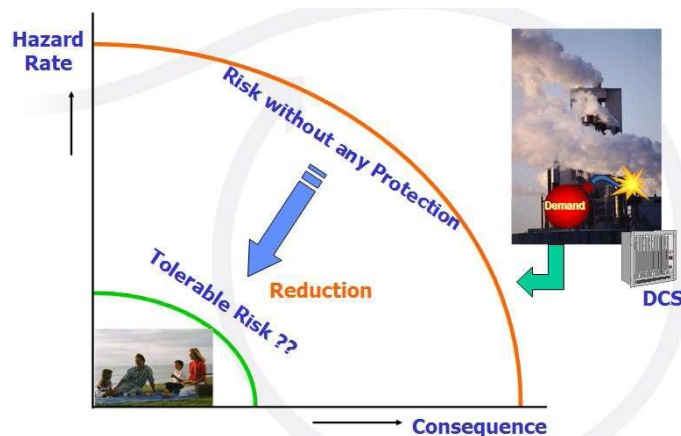 Hazard
Rate
Risk without any Protection
Demand
DCS
Tolerable Risk ??
Reduction
Consequence